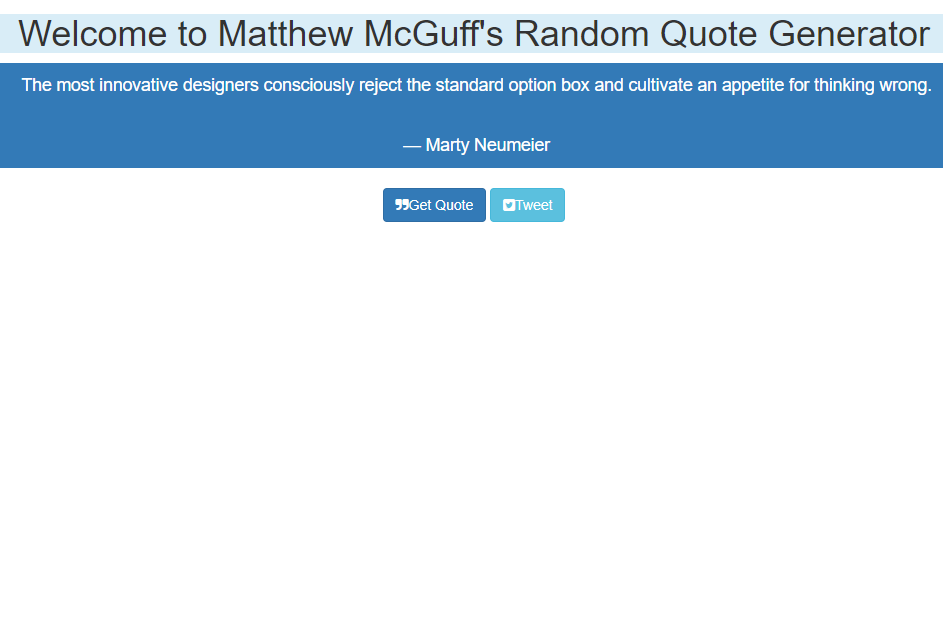 Welcome to Matthew McGuff's Random Quote Generator
The most innovative designers consciously reject the standard option box and cultivate an appetite for thinking wrong.
— Marty Neumeier
Get Quote Tweet